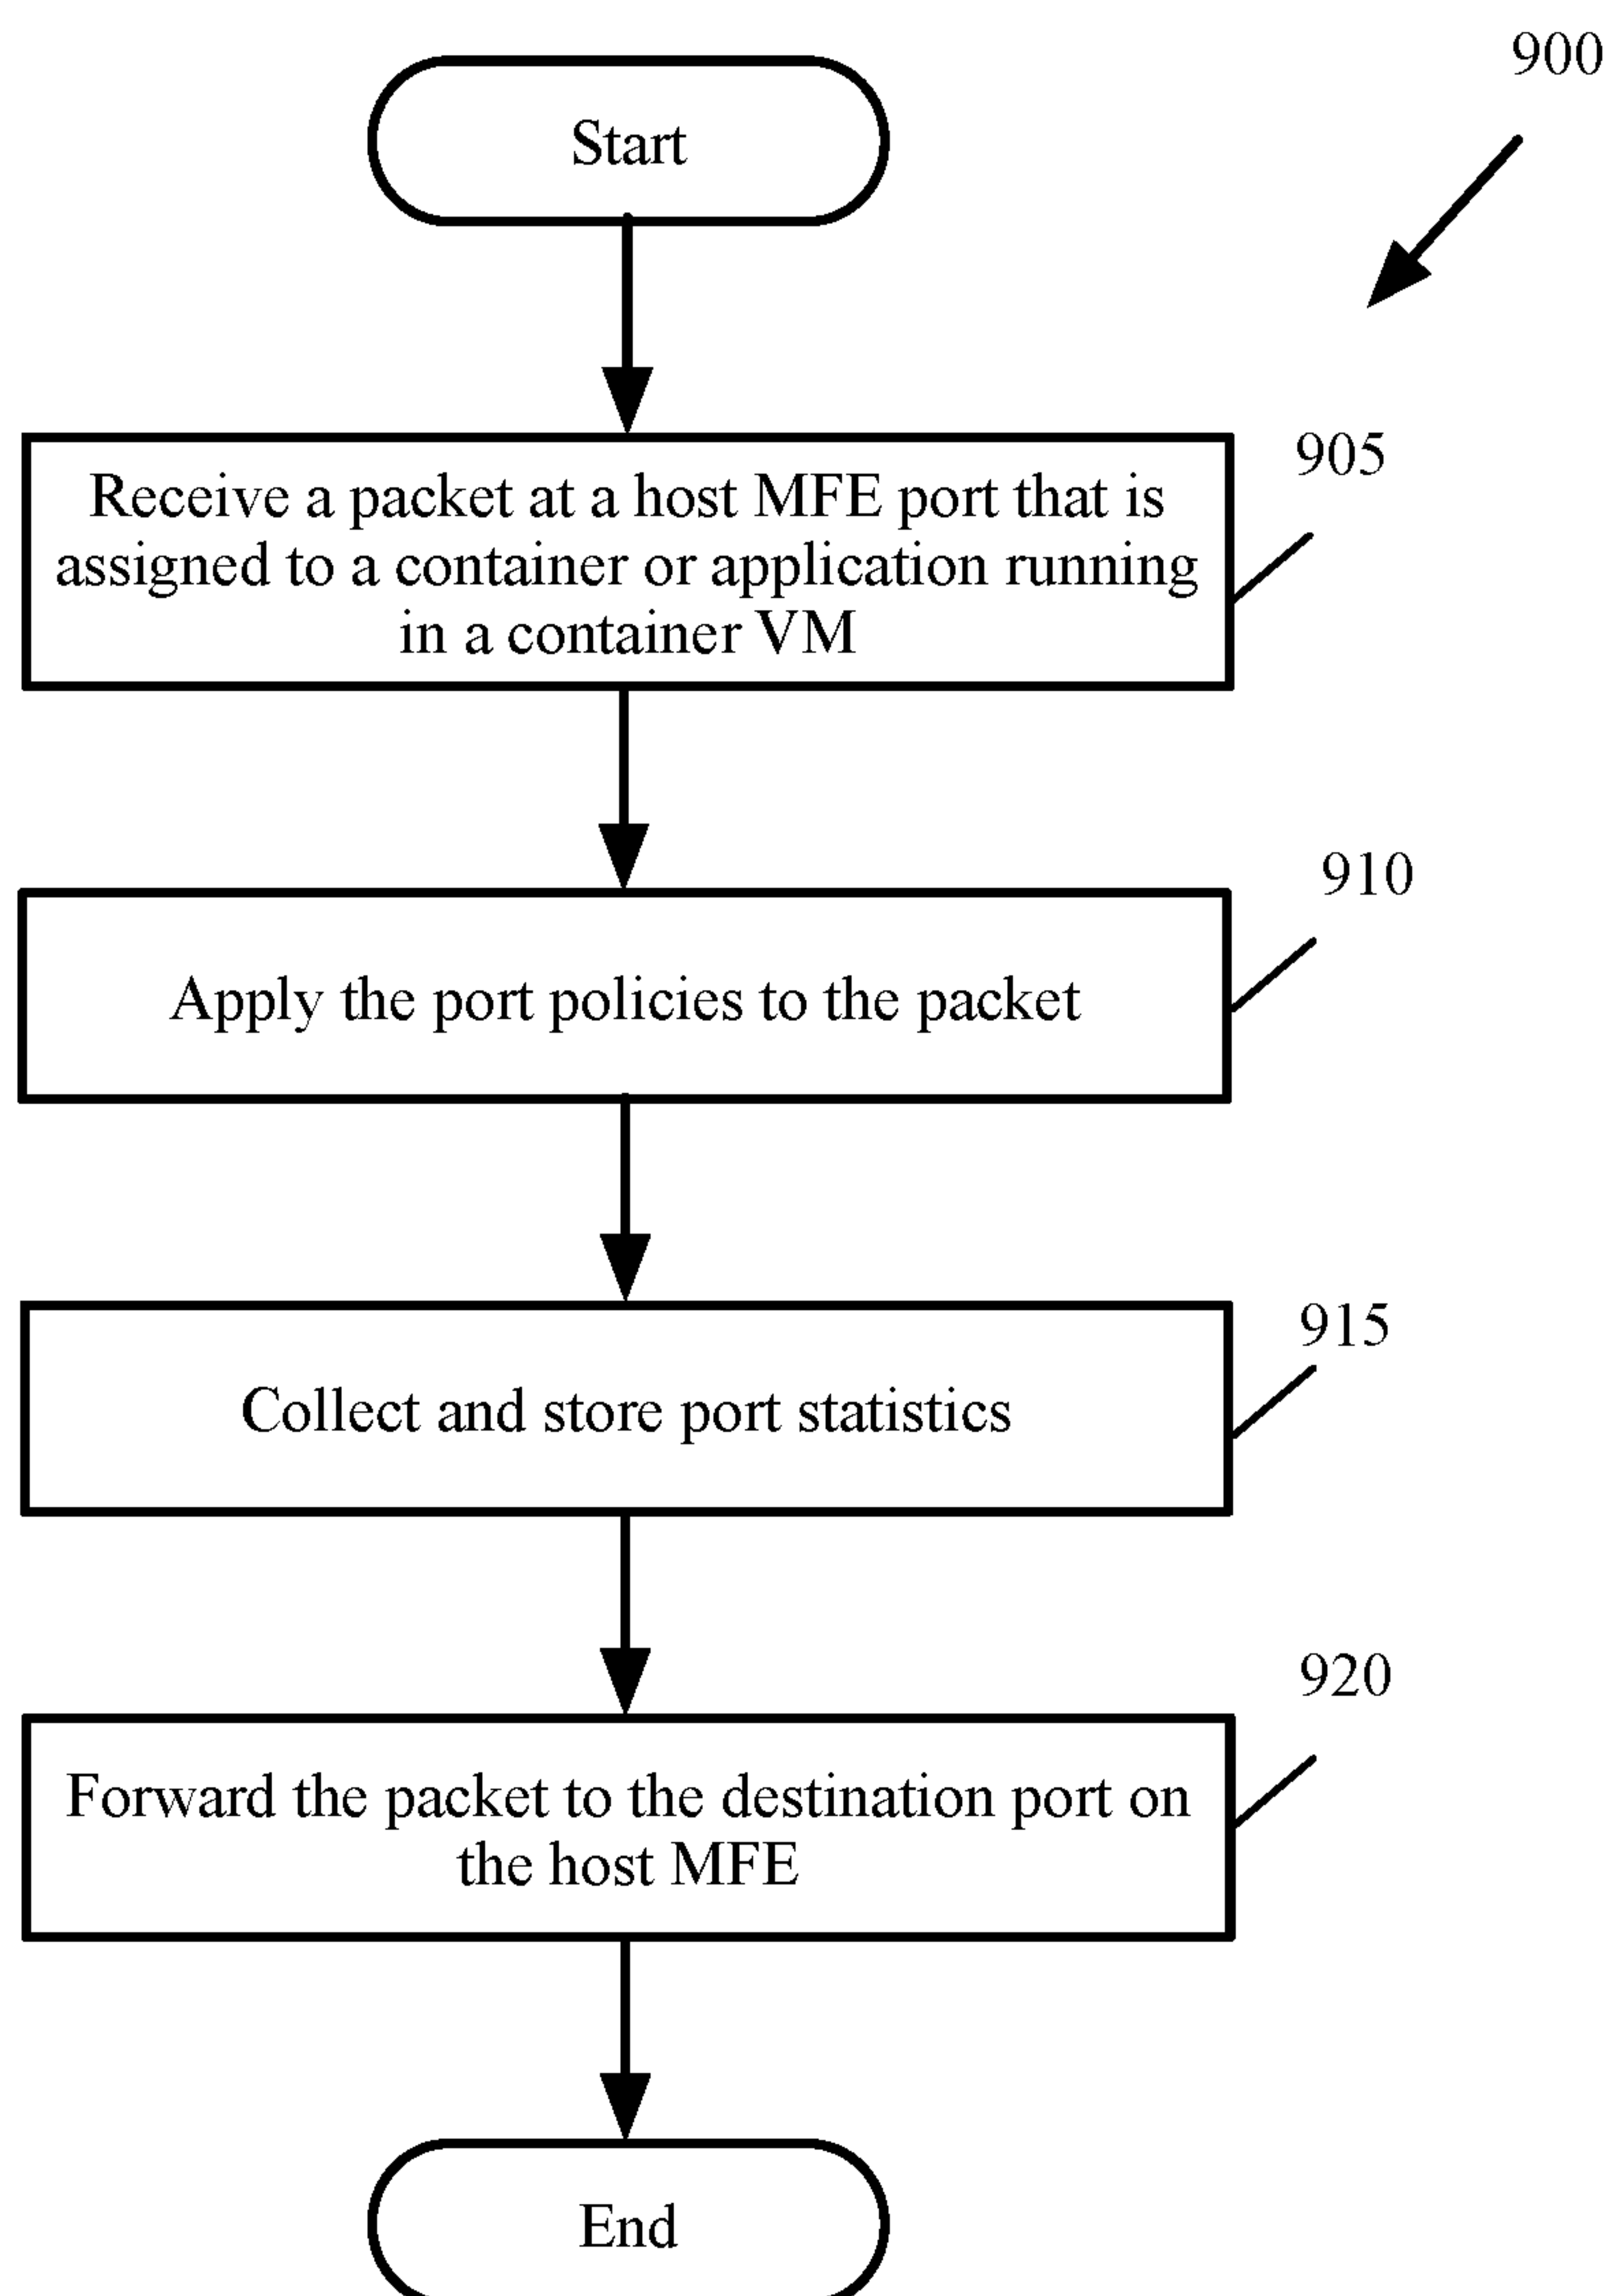 900
Start
905
Receive a packet at a host MFE port that is
assigned to a container or application running
in a container VM
910
Apply the port policies to the packet
915
Collect and store port statistics
920
Forward the packet to the destination port on
the host MFE
End